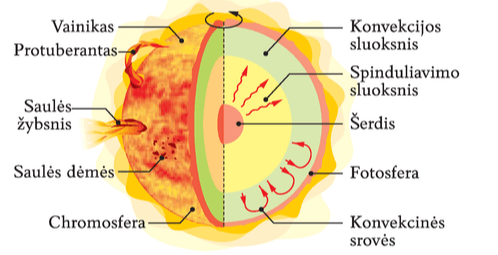 Vainikas
Protuberantas
Saulės
žybsnis
Saulės dėmės
Chromosfera
Konvekcijos
sluoksnis
Spinduliavimo
sluoksnis
Šerdis
Fotosfera
Konvekcinės
srovės